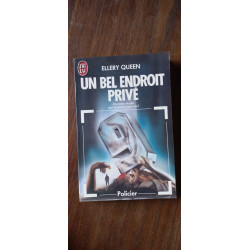 J'AI LU
ELLERY QUEEN
UN BEL ENDROIT
PRIVÉ
Policier